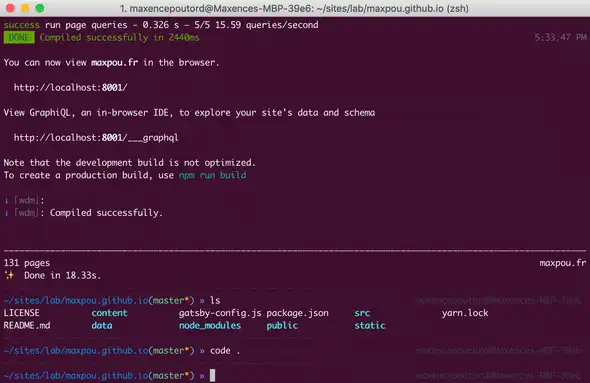 1. maxencepoutord@Maxences-MBP-39e6: ~/sites/lab/maxpou.github.io (zsh)
success run page queries - 0.326 s — 5/5 15.59 queries/second
DONE Compiled successfully in 2440ms 5:33:47 PM
You can now view maxpou.fr in the browser.
http://localhost:8001/
View GraphiQL, an in-browser IDE, to explore your site's data and schema
http://localhost:8001/___graphql
Note that the development build is not optimized.
To create a production build, use npm run build
ℹ ｢wdm｣:
ℹ ｢wdm｣: Compiled successfully.
131 pages maxpou.fr
✨ Done in 18.33s.
~/sites/lab/maxpou.github.io(master*) » ls maxencepoutord@Maxences-MBP-39e6
LICENSE content gatsby-config.js package.json src yarn.lock
README.md data node_modules public static
~/sites/lab/maxpou.github.io(master*) » code . maxencepoutord@Maxences-MBP-39e6
~/sites/lab/maxpou.github.io(master*) » maxencepoutord@Maxences-MBP-39e6